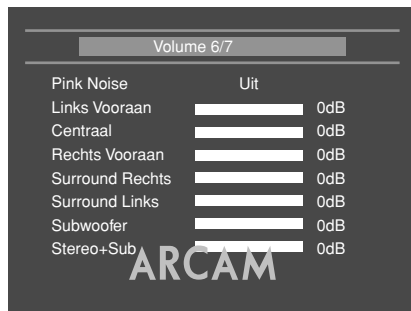 Volume 6/7
Pink Noise Uit
Links Vooraan 0dB
Centraal 0dB
Rechts Vooraan 0dB
Surround Rechts 0dB
Surround Links 0dB
Subwoofer 0dB
Stereo+Sub 0dB
ARCAM